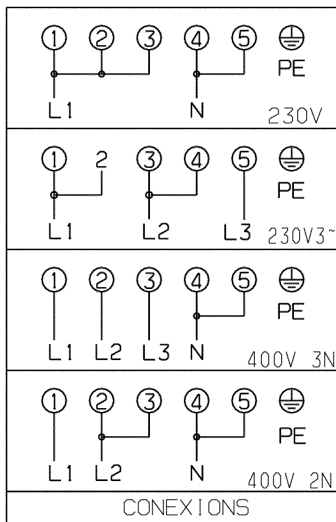 1 2 3 4 5
PE
L1 N
230V
1 2 3 4 5
PE
L1 L2 L3 230V3~
1 2 3 4 5
PE
L1 L2 L3 N
400V 3N
1 2 3 4 5
PE
L1 L2 N
400V 2N
CONEXIONS